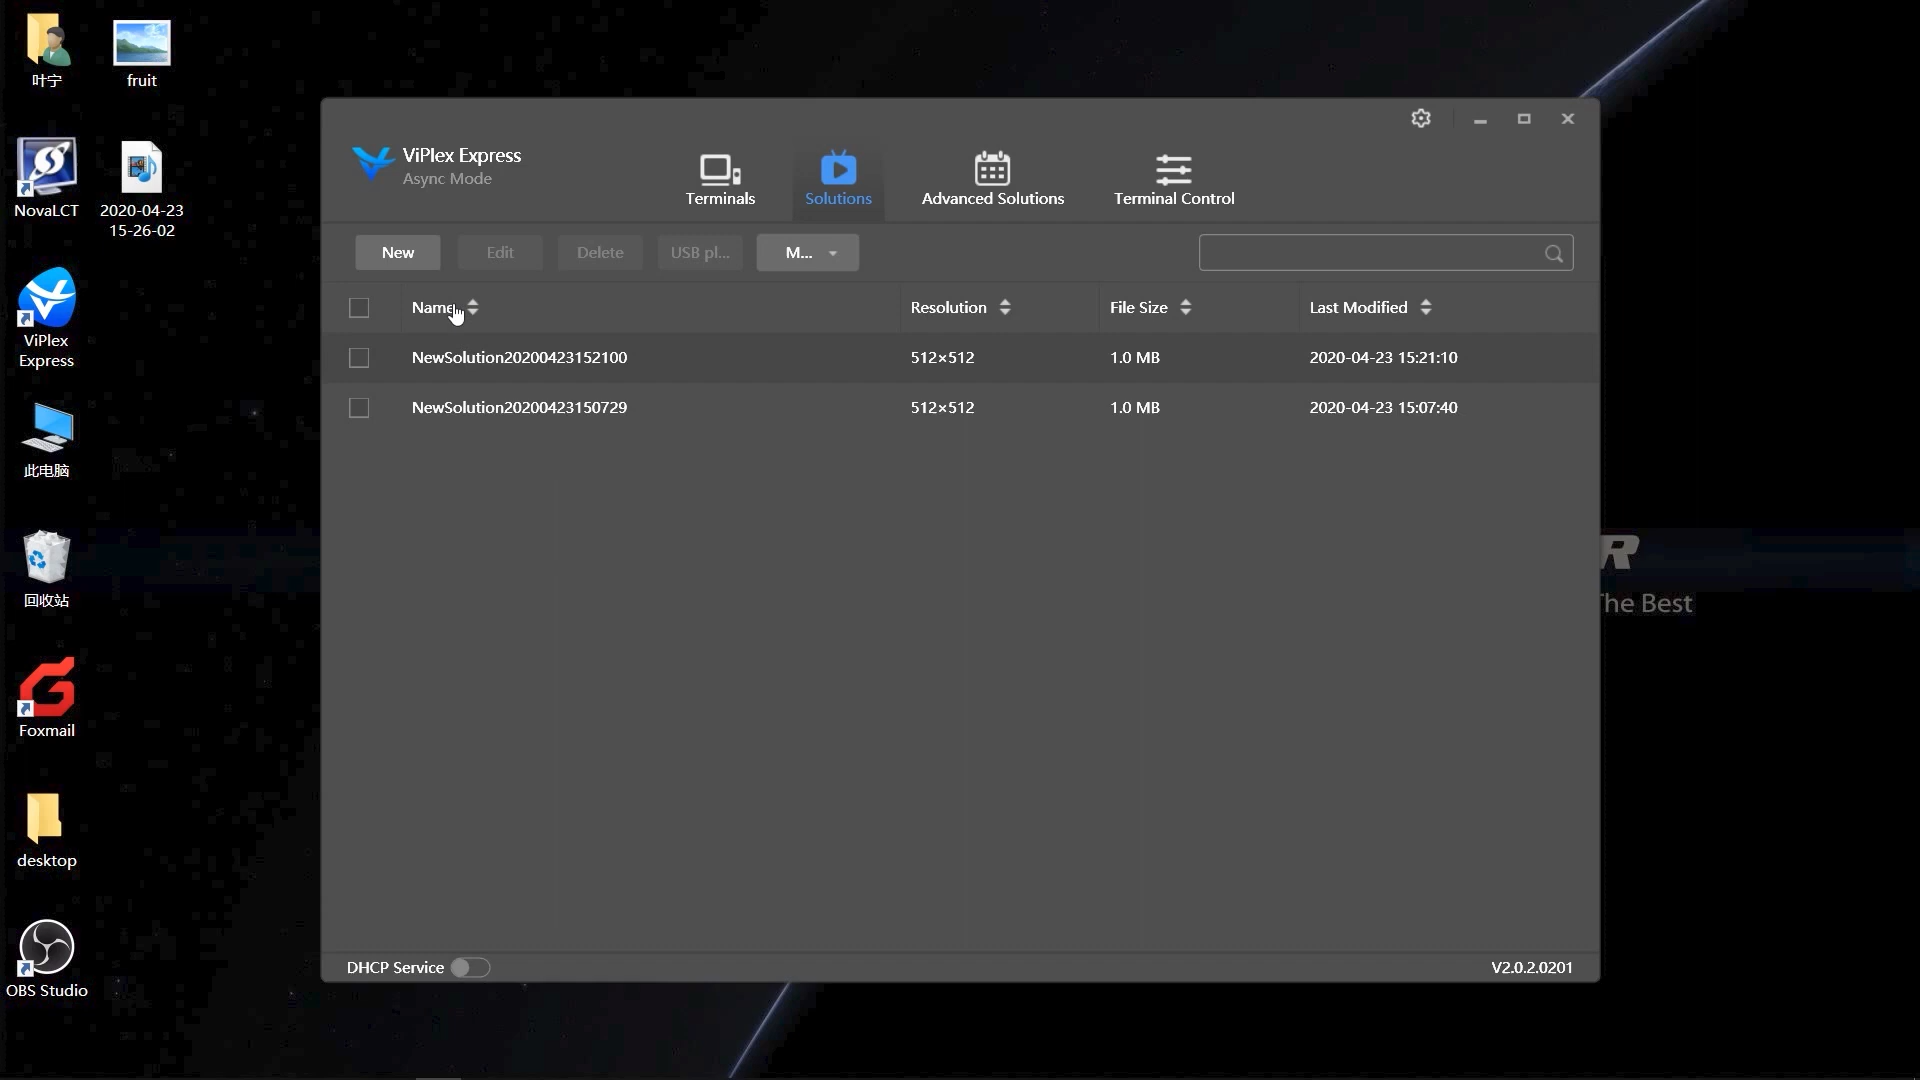 叶宁
fruit
NovaLCT
2020-04-23
15-26-02
ViPlex
Express
此电脑
回收站
Foxmail
desktop
OBS Studio
ViPlex Express
Async Mode
Terminals
Solutions
Advanced Solutions
Terminal Control
New
Edit
Delete
USB pl...
M...
Name
Resolution
File Size
Last Modified
NewSolution20200423152100
512×512
1.0 MB
2020-04-23 15:21:10
NewSolution20200423150729
512×512
1.0 MB
2020-04-23 15:07:40
DHCP Service
V2.0.2.0201
R
The Best